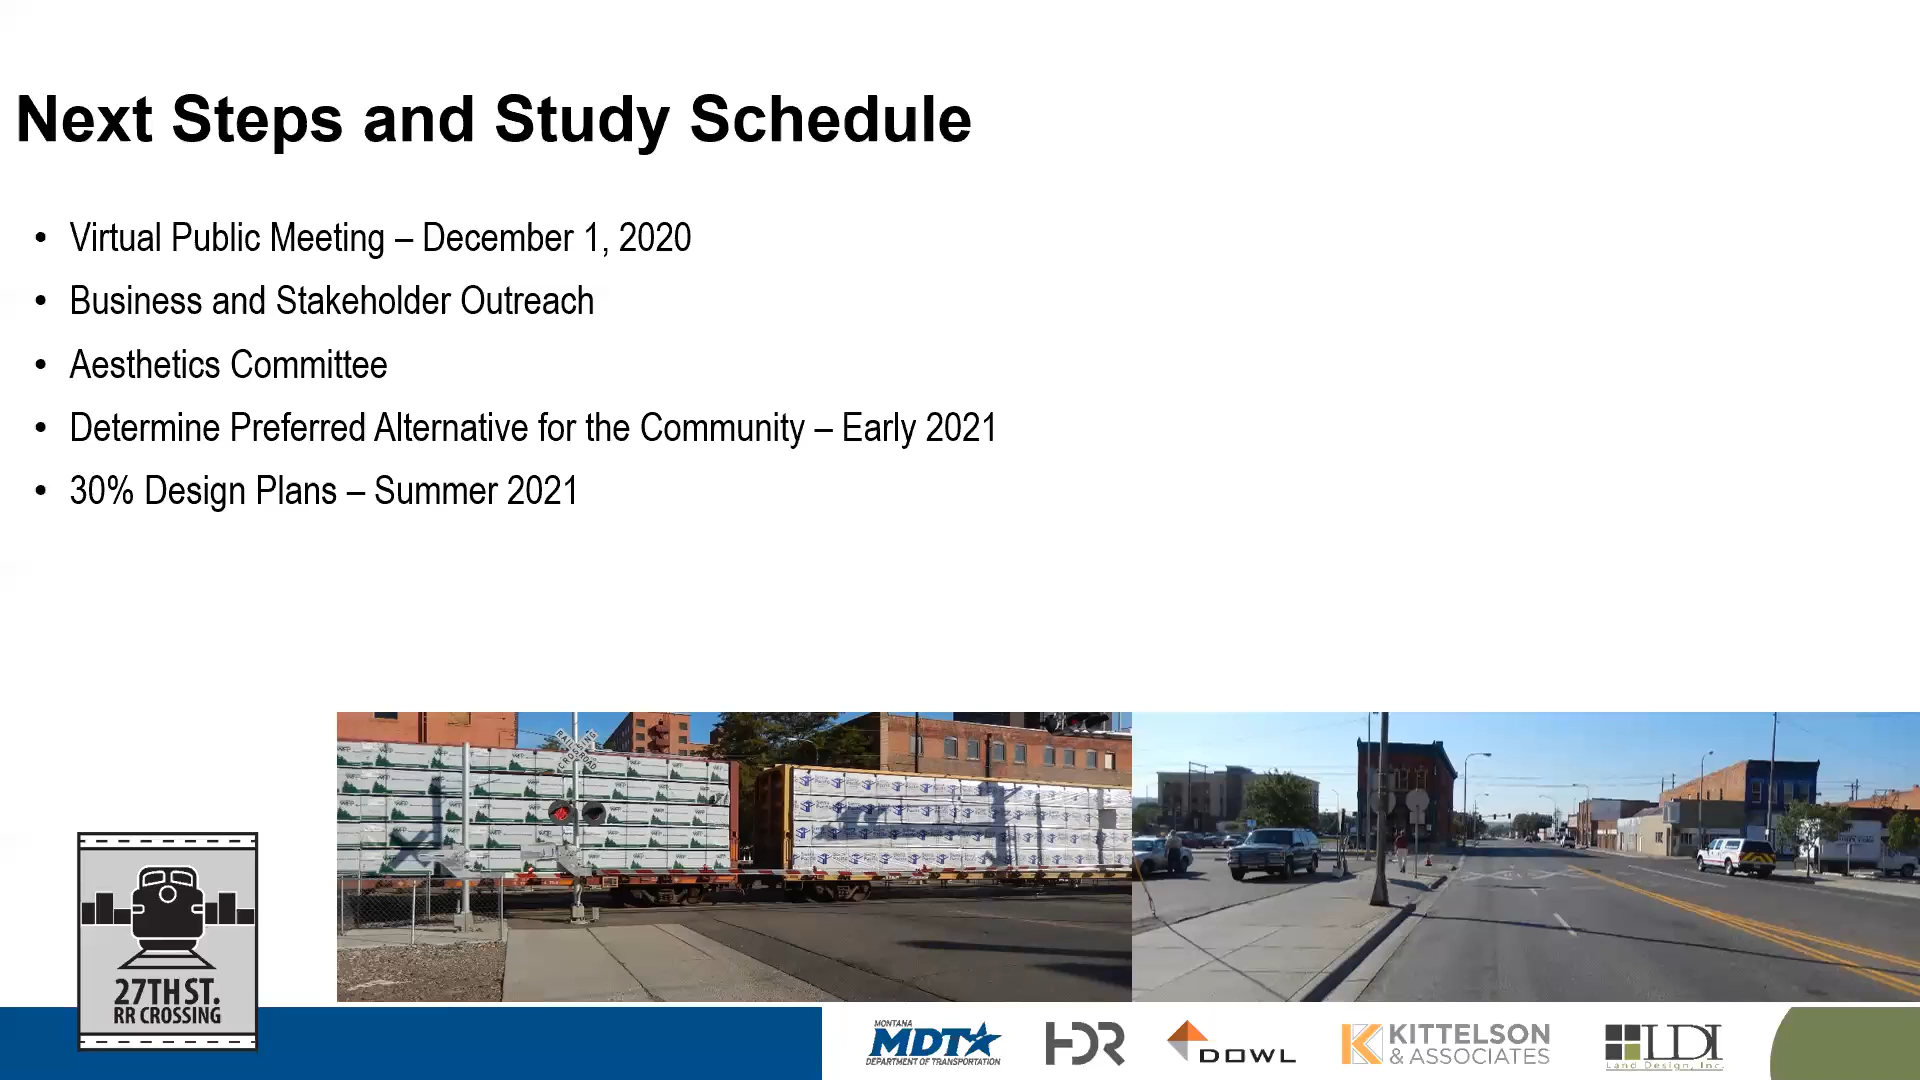 Next Steps and Study Schedule
• Virtual Public Meeting – December 1, 2020
• Business and Stakeholder Outreach
• Aesthetics Committee
• Determine Preferred Alternative for the Community – Early 2021
• 30% Design Plans – Summer 2021
RAILROAD CROSSING
27TH ST.
RR CROSSING
MONTANA
MDT
DEPARTMENT OF TRANSPORTATION
HDR
DOWL
KITTELSON
& ASSOCIATES
LDI
Land Design, Inc.